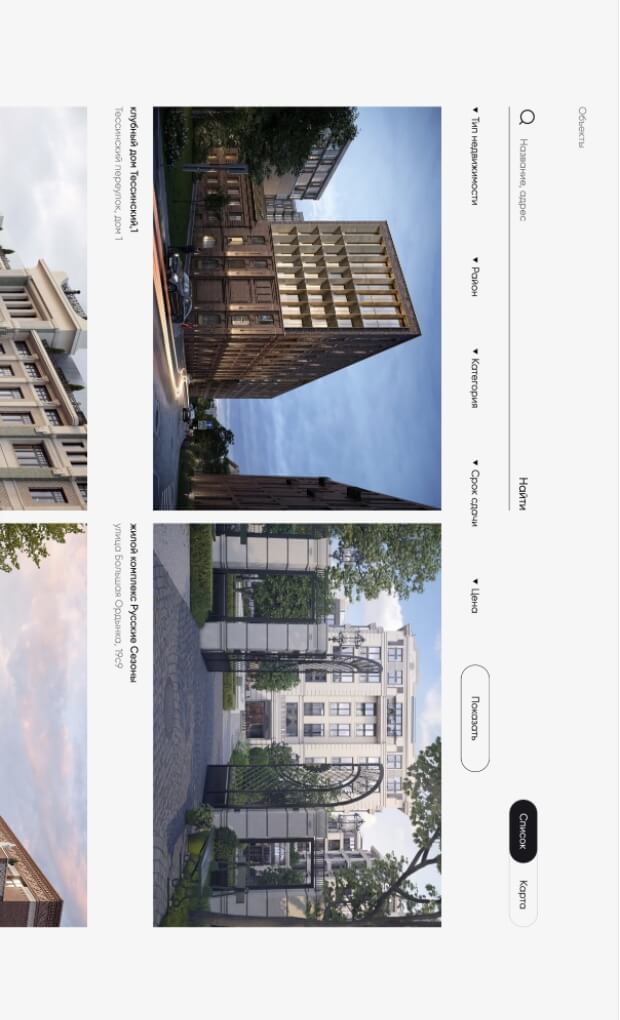 Объекты
Название, адрес
Найти
Список
Карта
Тип недвижимости
Район
Категория
Срок сдачи
Цена
Показать
клубный дом Тессинский,1
Тессинский переулок, дом 1
жилой комплекс Русские Сезоны
улица Большая Ордынка, 19с9